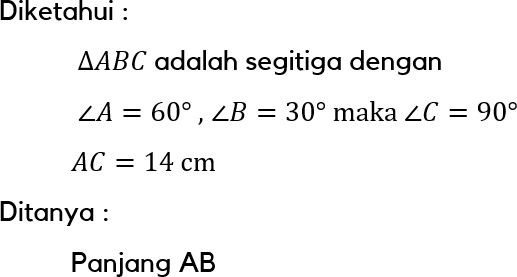 Diketahui :
ΔABC adalah segitiga dengan
∠A = 60° , ∠B = 30° maka ∠C = 90°
AC = 14 cm
Ditanya :
Panjang AB